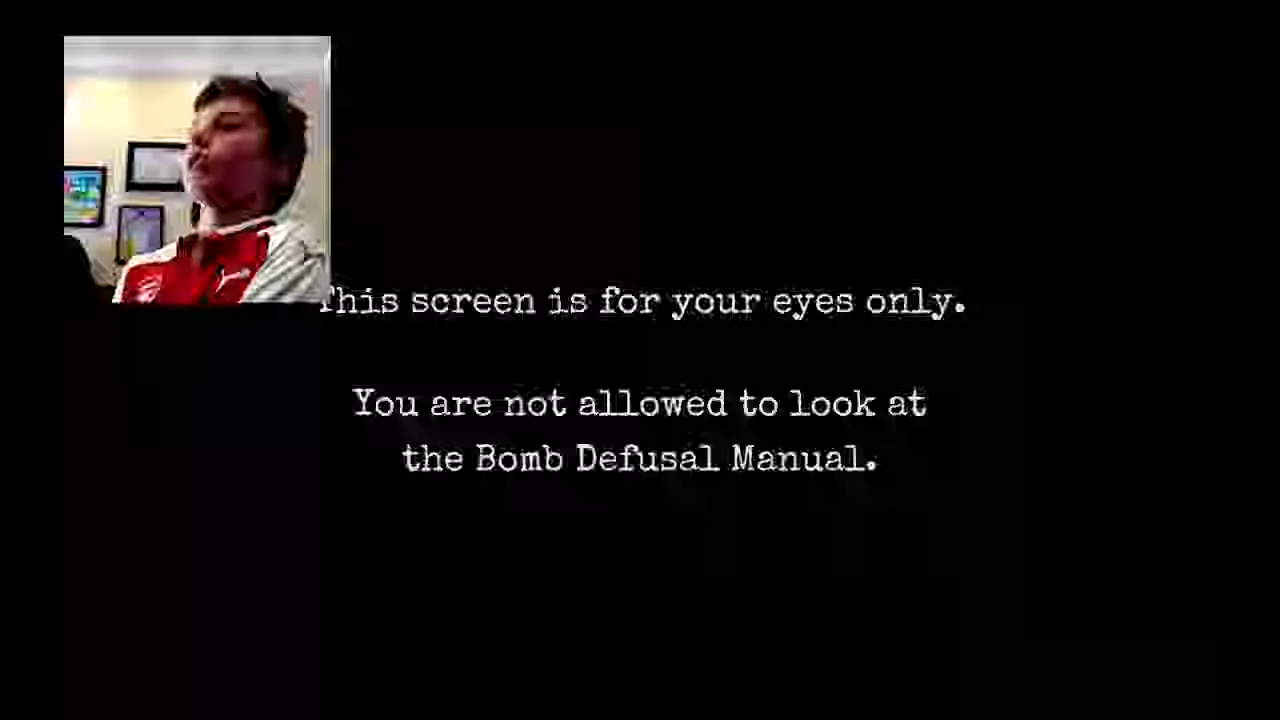 This screen is for your eyes only.
You are not allowed to look at
the Bomb Defusal Manual.